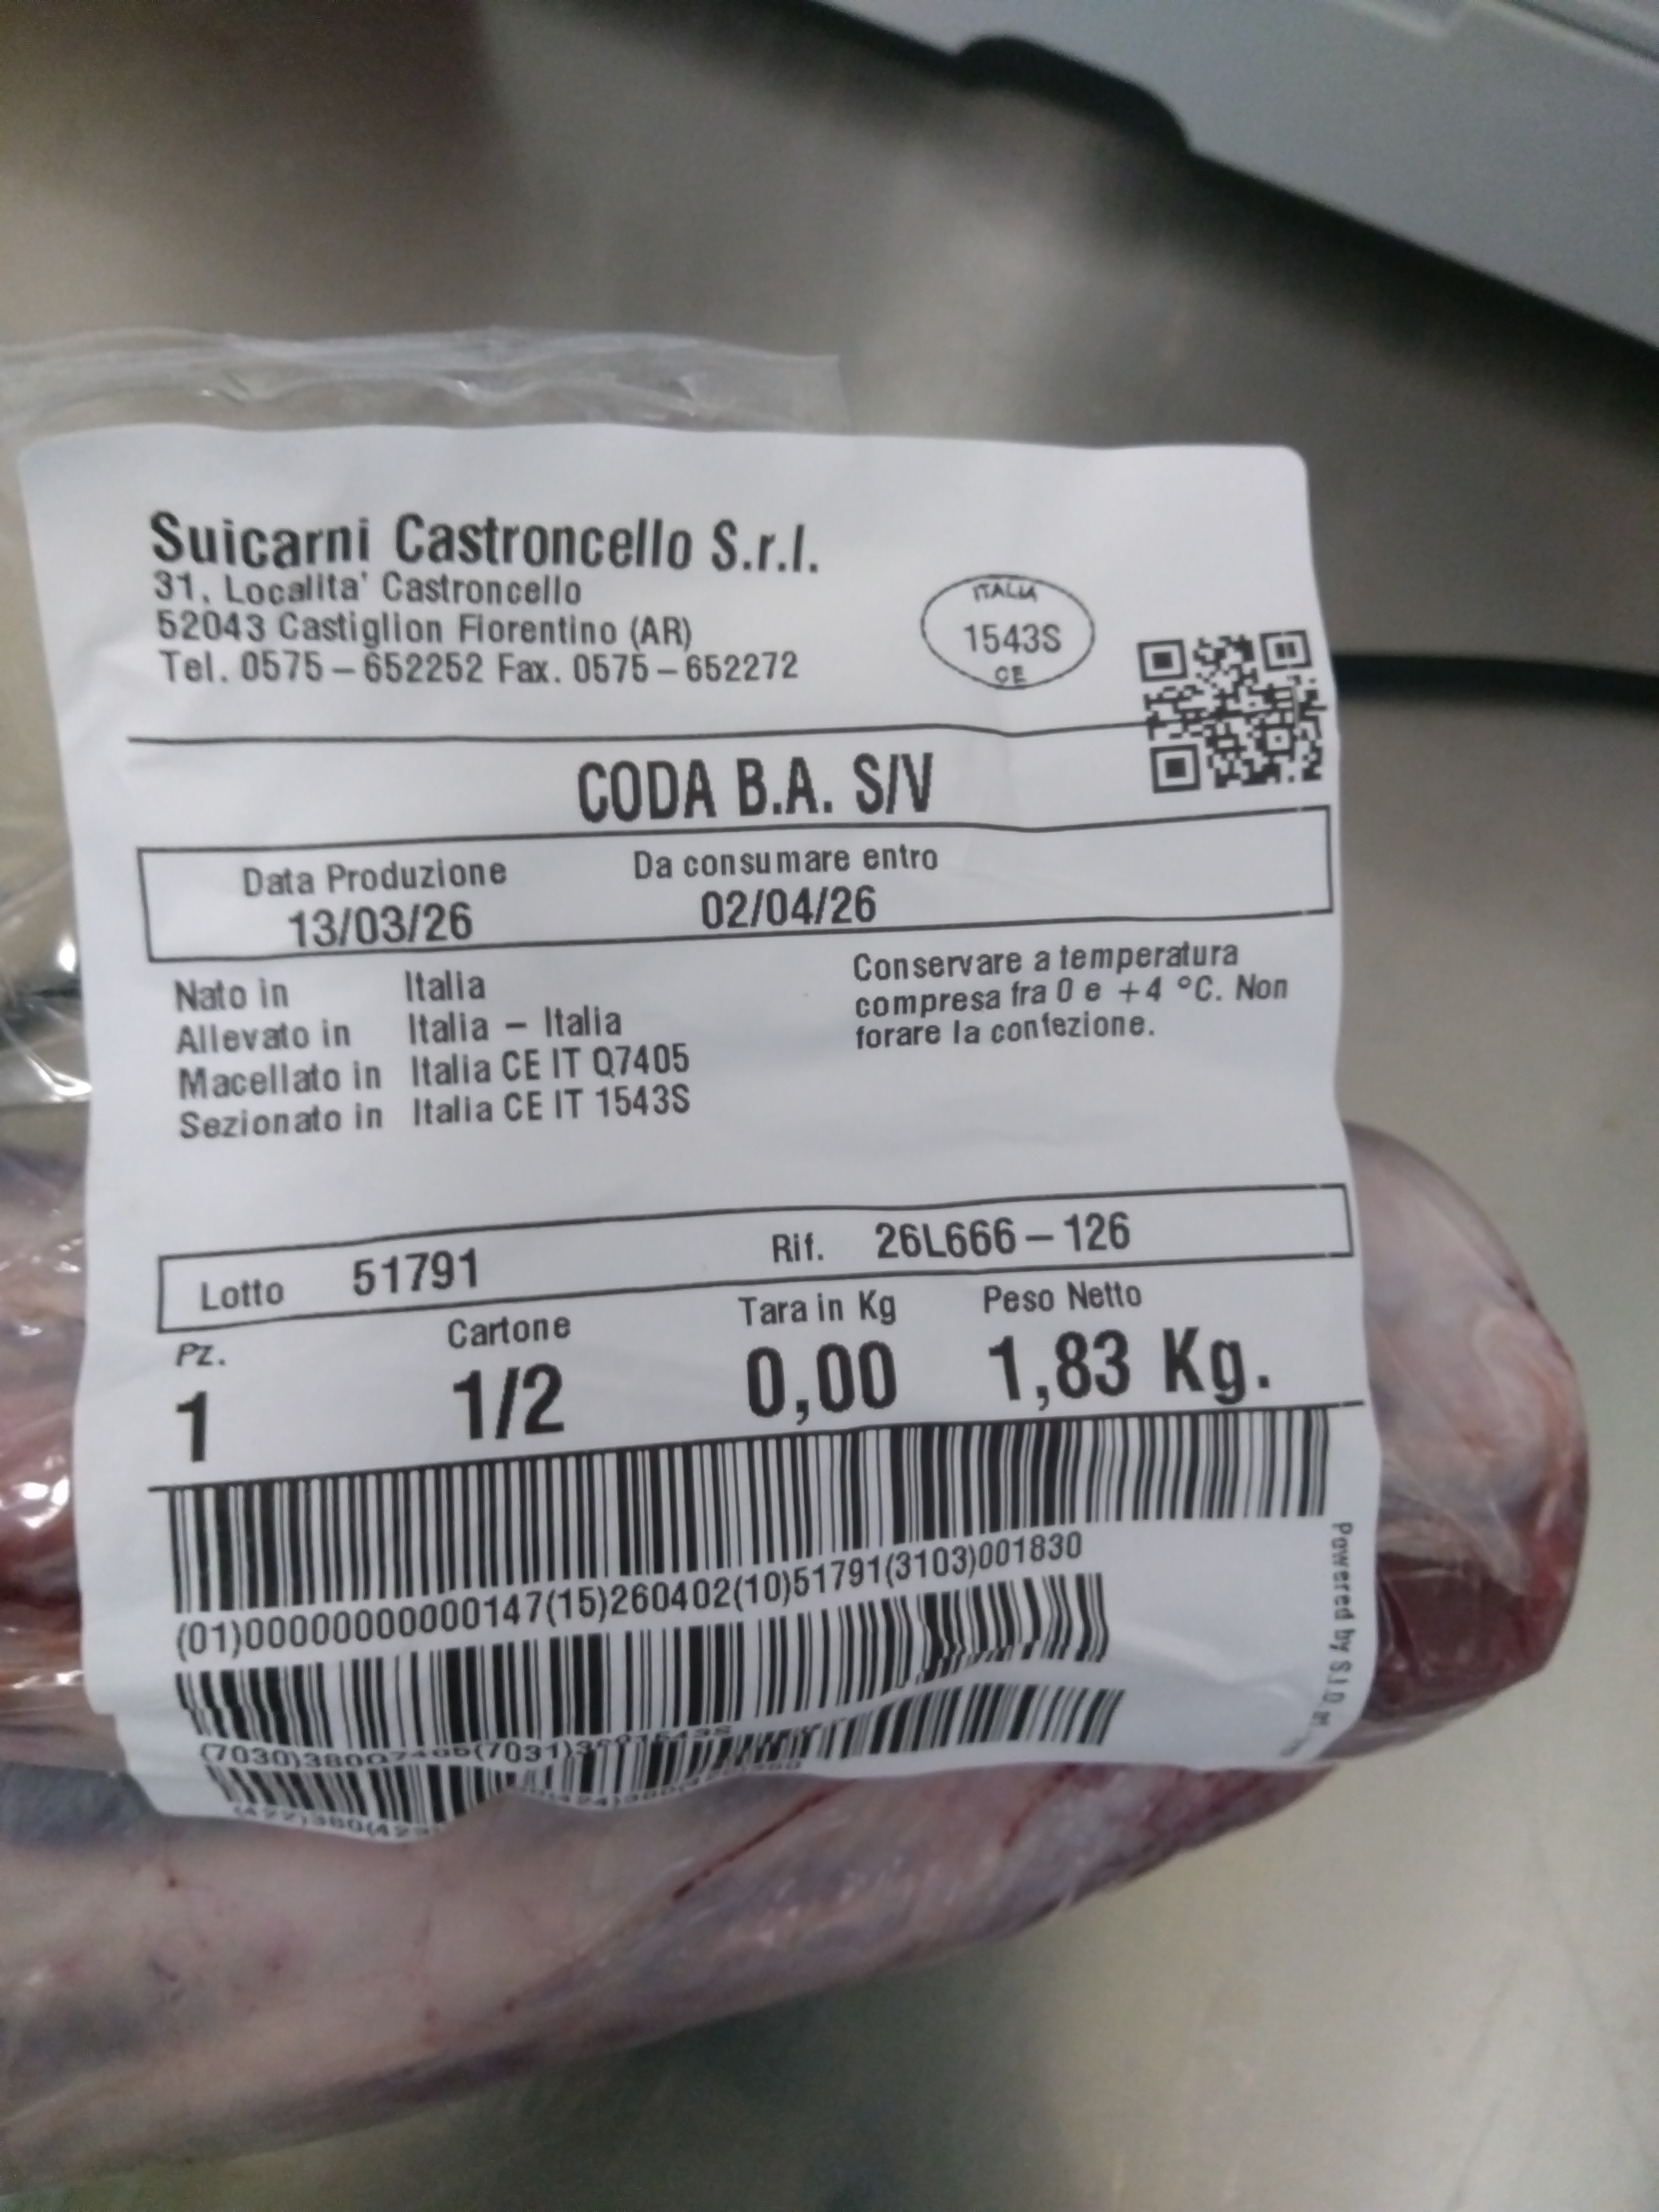 Suicarni Castroncello S.r.l.
31, Localita' Castroncello
52043 Castiglion Fiorentino (AR)
Tel. 0575-652252 Fax. 0575-652272
ITALIA
1543S
CE
CODA B.A. S/V
Data Produzione Da consumare entro
13/03/26 02/04/26
Nato in Italia
Allevato in Italia - Italia
Macellato in Italia CE IT Q7405
Sezionato in Italia CE IT 1543S
Conservare a temperatura
compresa fra 0 e +4 °C. Non
forare la confezione.
Lotto 51791 Rif. 26L666-126
Pz. Cartone Tara in Kg Peso Netto
1 1/2 0,00 1,83 Kg.
(01)00000000000147(15)260402(10)51791(3103)001830
Powered by